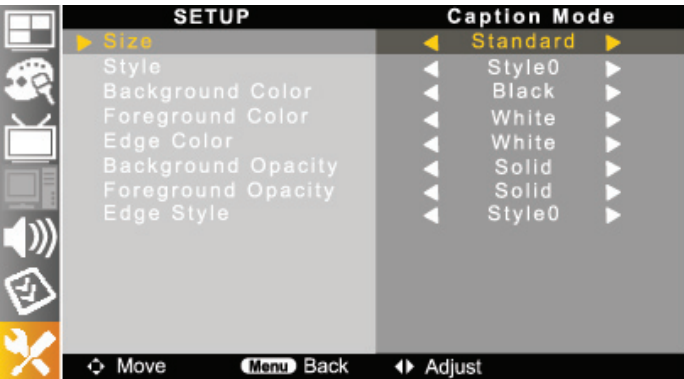 SETUP Caption Mode
Size Standard
Style Style0
Background Color Black
Foreground Color White
Edge Color White
Background Opacity Solid
Foreground Opacity Solid
Edge Style Style0
Move Menu Back Adjust